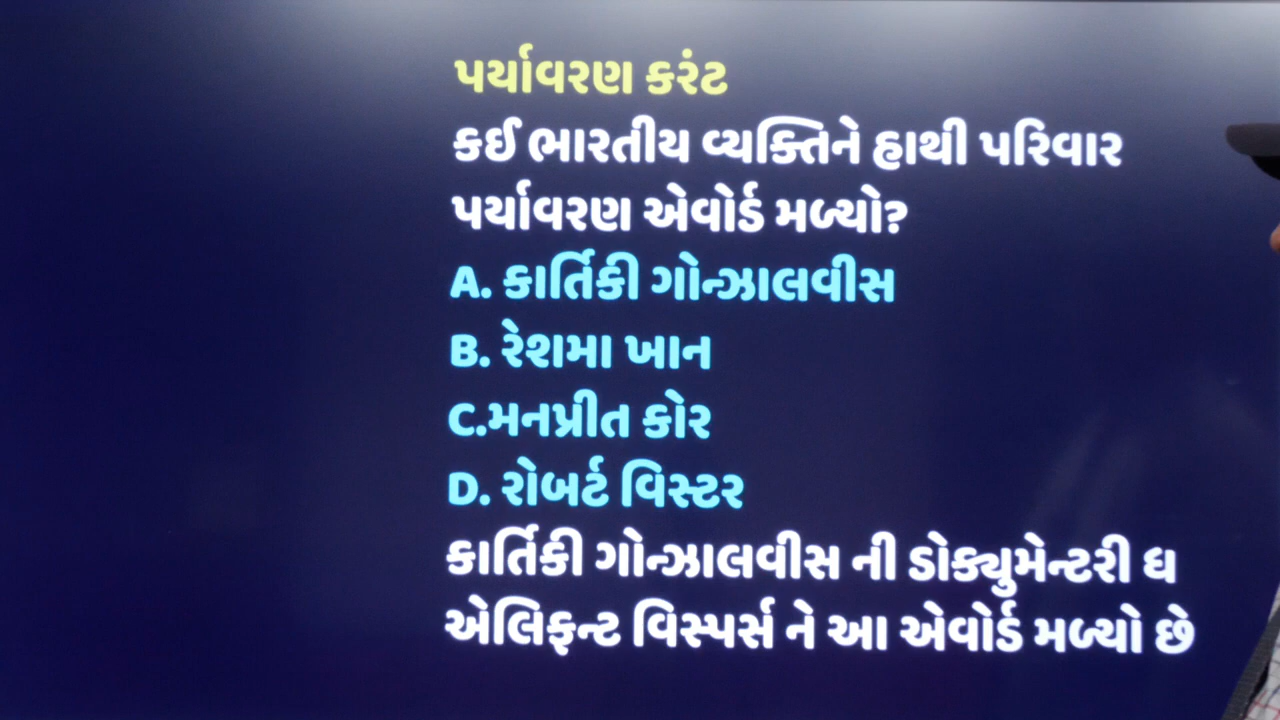 પર્યાવરણ કરંટ
કઈ ભારતીય વ્યક્તિને હાથી પરિવાર
પર્યાવરણ એવોર્ડ મળ્યો?
A. કાર્તિકી ગોન્ઝાલવીસ
B. રેશમા ખાન
C.મનપ્રીત કોર
D. રોબર્ટ વિસ્ટર
કાર્તિકી ગોન્ઝાલવીસ ની ડોક્યુમેન્ટરી ધ
એલિફન્ટ વિસ્પર્સ ને આ એવોર્ડ મળ્યો છે